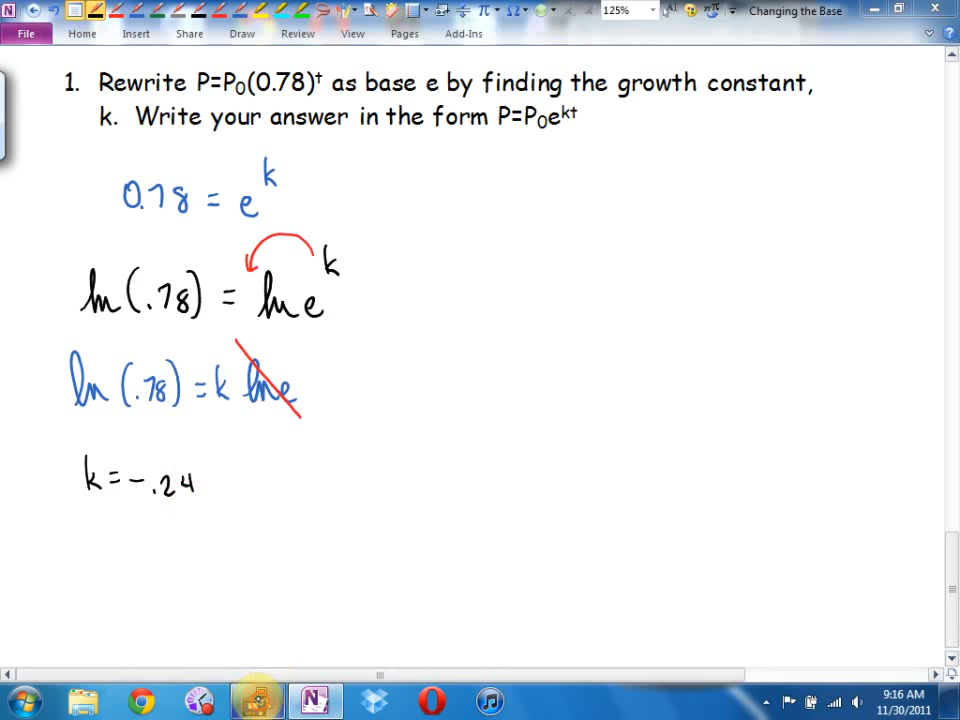 125%
Changing the Base
File Home Insert Share Draw Review View Pages Add-Ins
1. Rewrite P=P₀(0.78)ᵗ as base e by finding the growth constant,
k. Write your answer in the form P=P₀eᵏᵗ
0.78 = eᵏ
ln(.78) = ln eᵏ
ln(.78) = k ln e
k = -.24
9:16 AM
11/30/2011